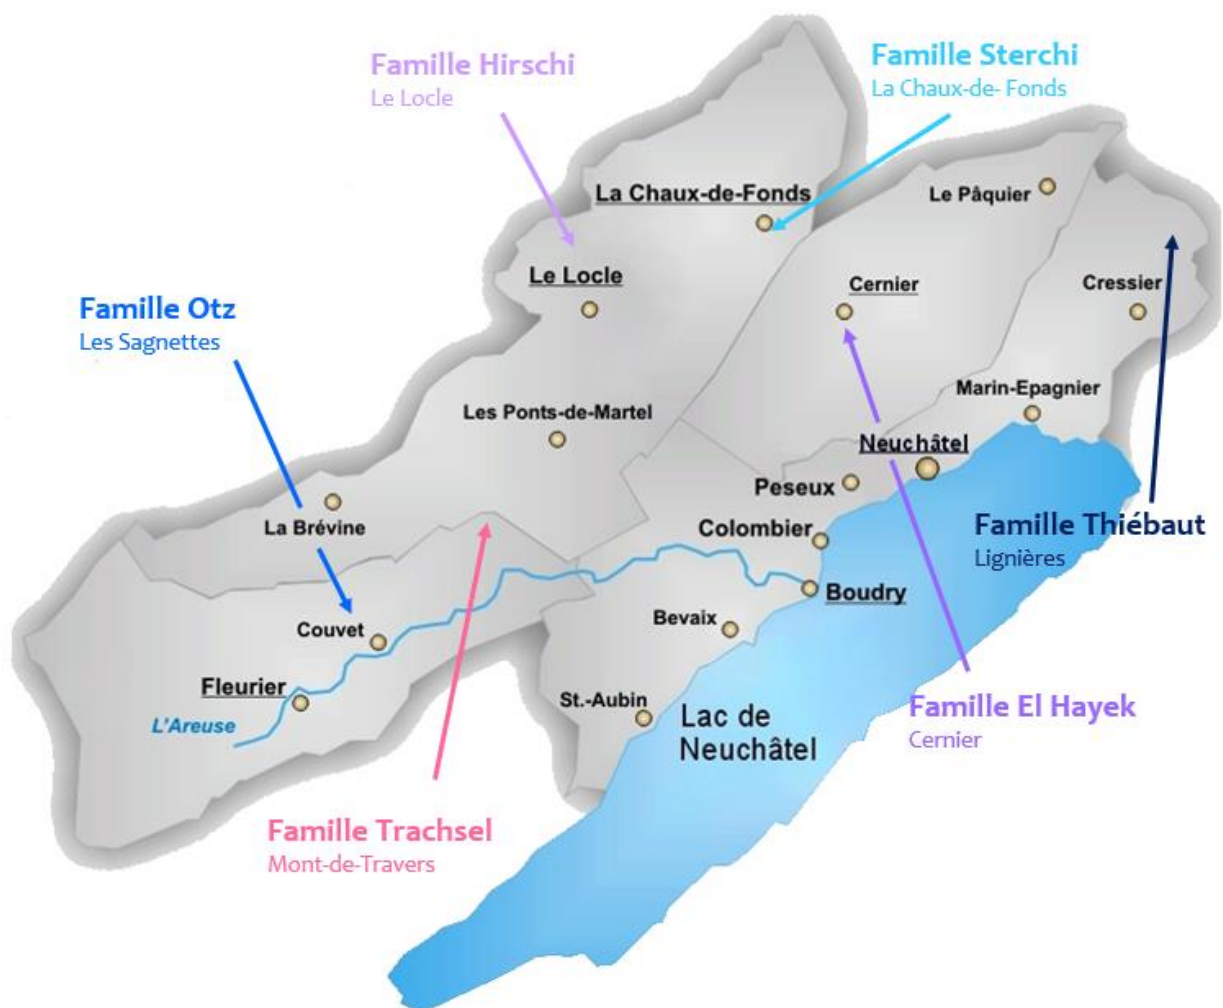 Famille Hirschi
Le Locle
Famille Sterchi
La Chaux-de- Fonds
La Chaux-de-Fonds
Le Pâquier
Le Locle
Cernier
Cressier
Famille Otz
Les Sagnettes
Les Ponts-de-Martel
Marin-Epagnier
Neuchâtel
Peseux
La Brévine
Colombier
Famille Thiébaut
Lignières
Boudry
Bevaix
Couvet
Fleurier
L'Areuse
St.-Aubin
Lac de
Neuchâtel
Famille El Hayek
Cernier
Famille Trachsel
Mont-de-Travers